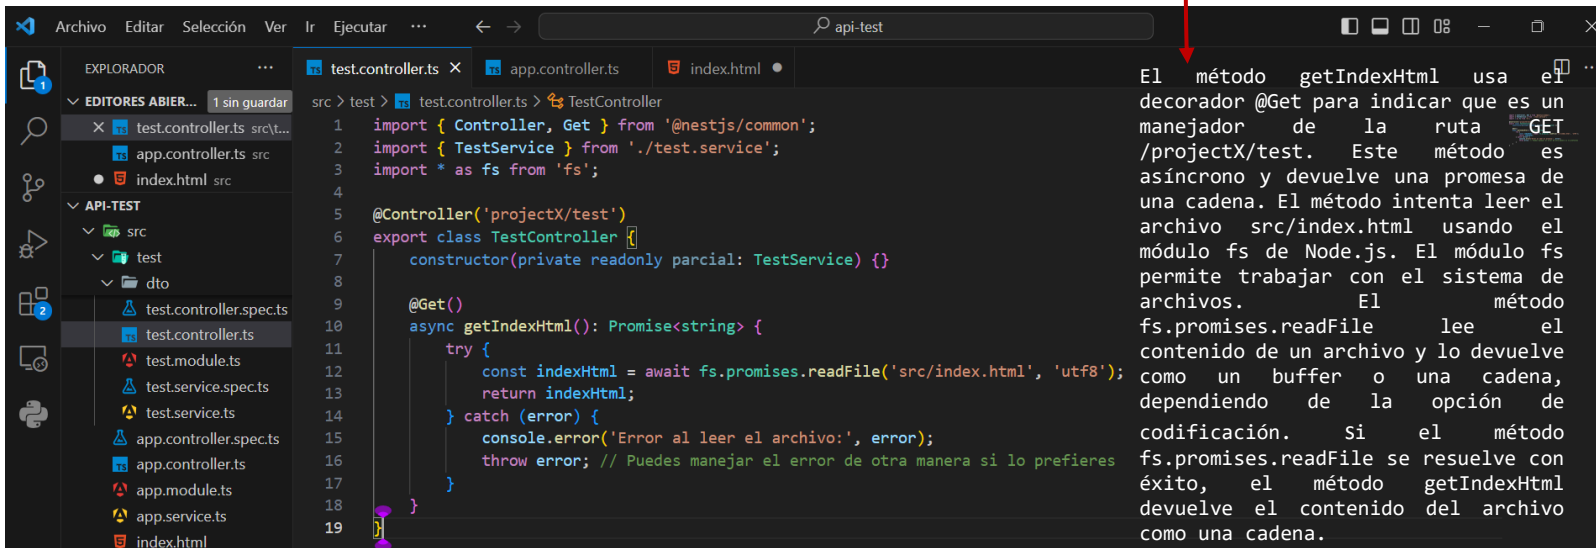 Archivo Editar Selección Ver Ir Ejecutar ··· ← → api-test
EXPLORADOR ···
EDITORES ABIER... 1 sin guardar
test.controller.ts src\t...
app.controller.ts src
index.html src
API-TEST
src
test
dto
test.controller.spec.ts
test.controller.ts
test.module.ts
test.service.spec.ts
test.service.ts
app.controller.spec.ts
app.controller.ts
app.module.ts
app.service.ts
index.html
1
2
test.controller.ts × app.controller.ts index.html ●
src > test > test.controller.ts > TestController
1 import { Controller, Get } from '@nestjs/common';
2 import { TestService } from './test.service';
3 import * as fs from 'fs';
4
5 @Controller('projectX/test')
6 export class TestController {
7 constructor(private readonly parcial: TestService) {}
8
9 @Get()
10 async getIndexHtml(): Promise<string> {
11 try {
12 const indexHtml = await fs.promises.readFile('src/index.html', 'utf8');
13 return indexHtml;
14 } catch (error) {
15 console.error('Error al leer el archivo:', error);
16 throw error; // Puedes manejar el error de otra manera si lo prefieres
17 }
18 }
19 }
El método getIndexHtml usa el
decorador @Get para indicar que es un
manejador de la ruta GET
/projectX/test. Este método es
asíncrono y devuelve una promesa de
una cadena. El método intenta leer el
archivo src/index.html usando el
módulo fs de Node.js. El módulo fs
permite trabajar con el sistema de
archivos. El método
fs.promises.readFile lee el
contenido de un archivo y lo devuelve
como un buffer o una cadena,
dependiendo de la opción de
codificación. Si el método
fs.promises.readFile se resuelve con
éxito, el método getIndexHtml
devuelve el contenido del archivo
como una cadena.